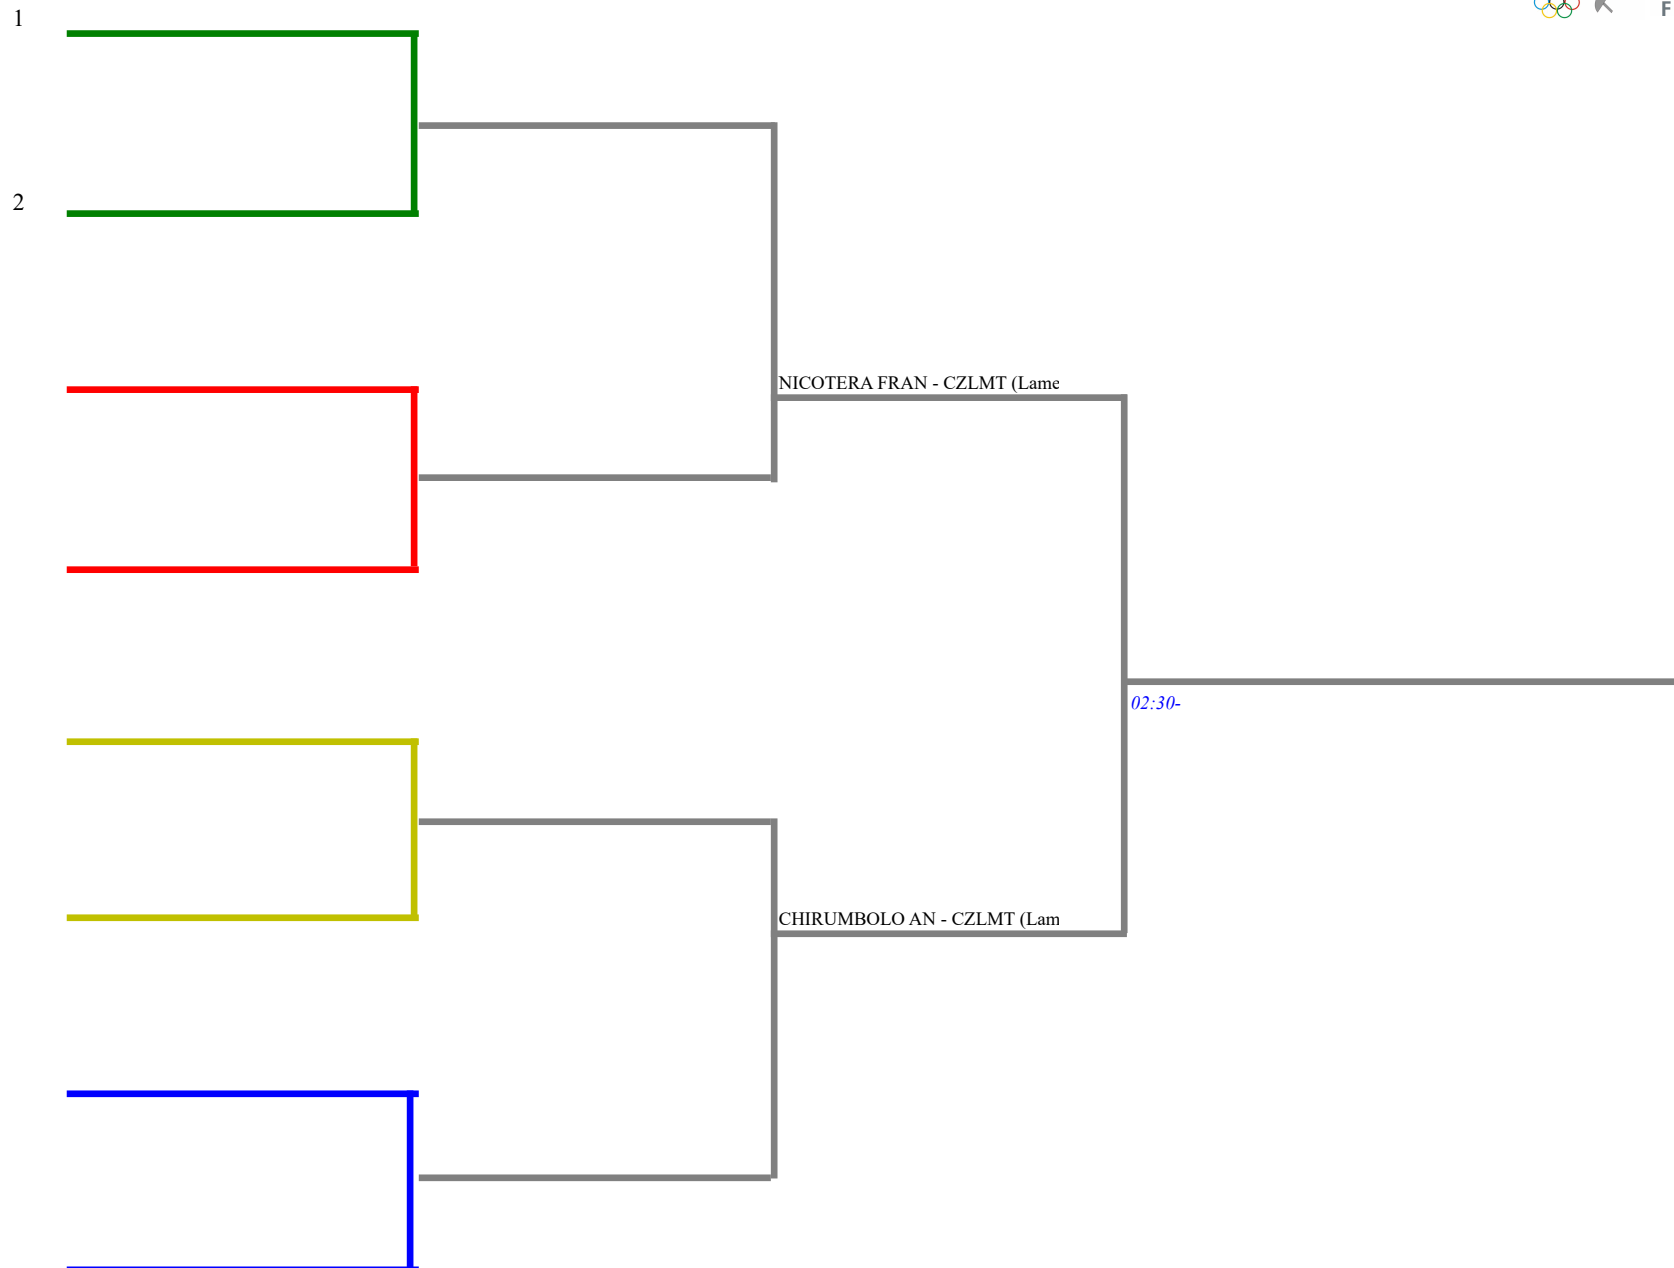 1
F
2
NICOTERA FRAN - CZLMT (Lame
02:30-
CHIRUMBOLO AN - CZLMT (Lam